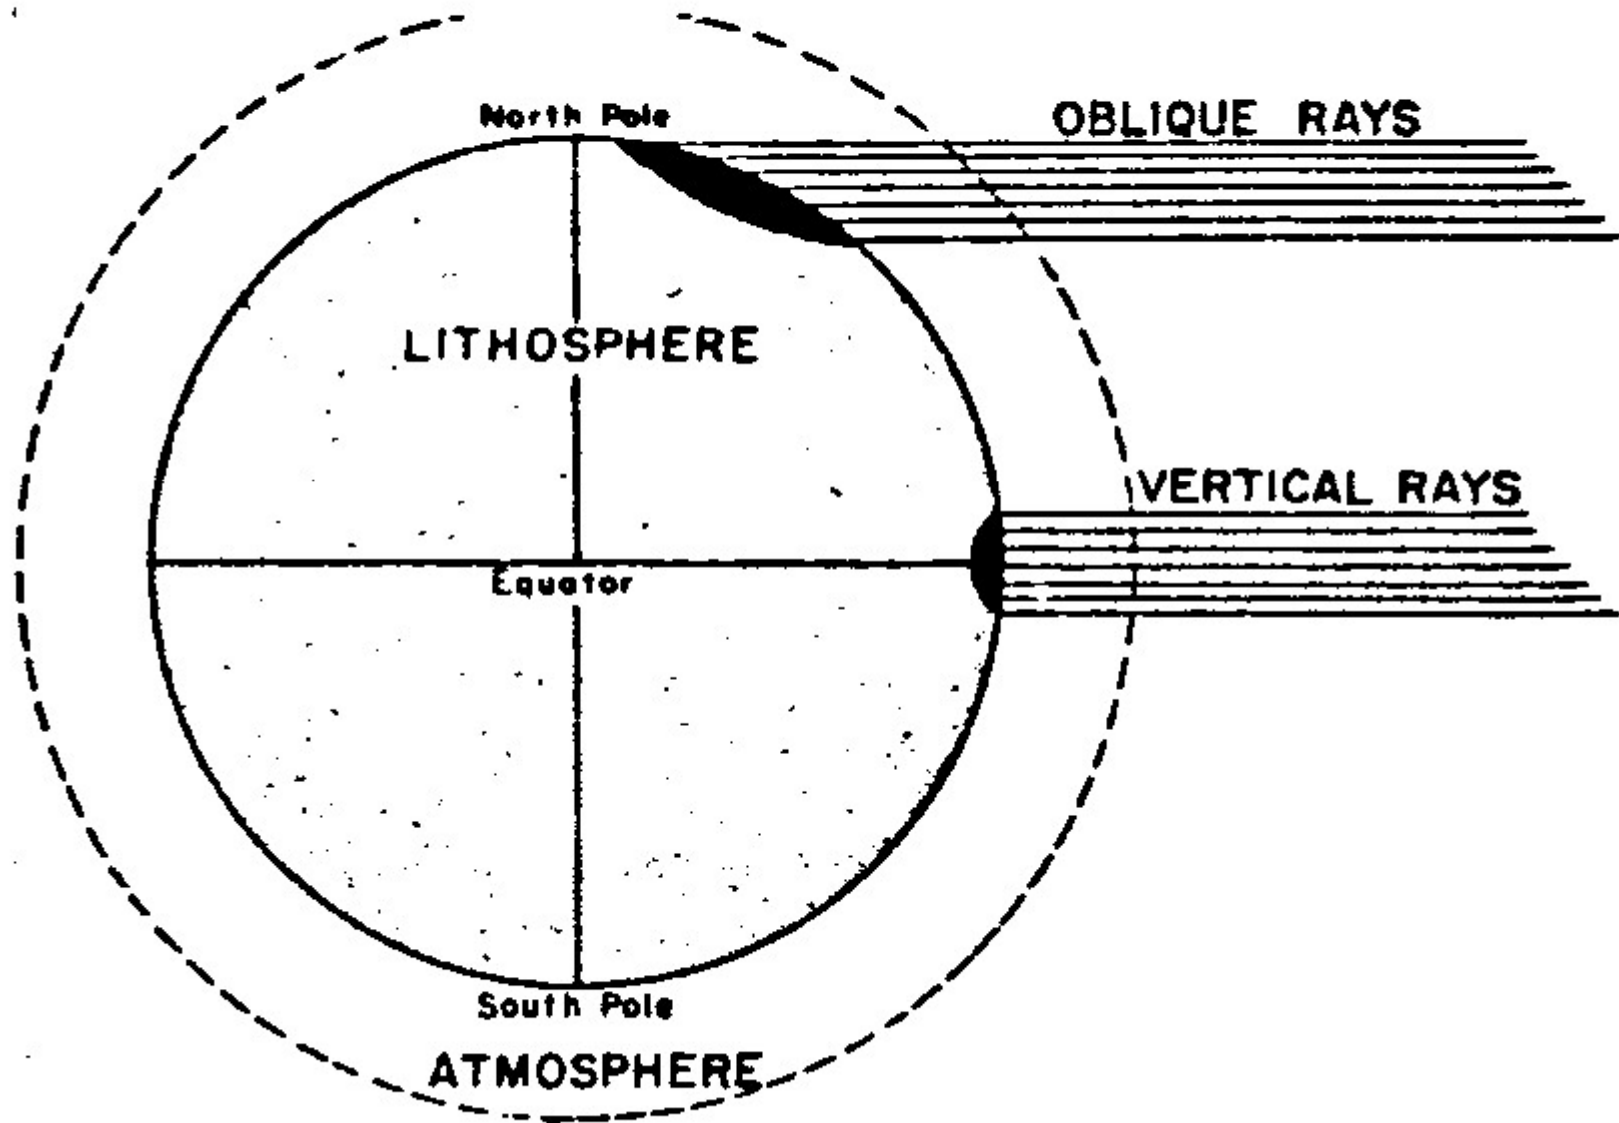 North Pole
OBLIQUE RAYS
LITHOSPHERE
VERTICAL RAYS
Equator
South Pole
ATMOSPHERE